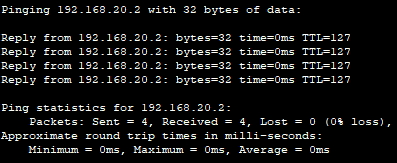 Pinging 192.168.20.2 with 32 bytes of data:
Reply from 192.168.20.2: bytes=32 time=0ms TTL=127
Reply from 192.168.20.2: bytes=32 time=0ms TTL=127
Reply from 192.168.20.2: bytes=32 time=0ms TTL=127
Reply from 192.168.20.2: bytes=32 time=0ms TTL=127
Ping statistics for 192.168.20.2:
Packets: Sent = 4, Received = 4, Lost = 0 (0% loss),
Approximate round trip times in milli-seconds:
Minimum = 0ms, Maximum = 0ms, Average = 0ms